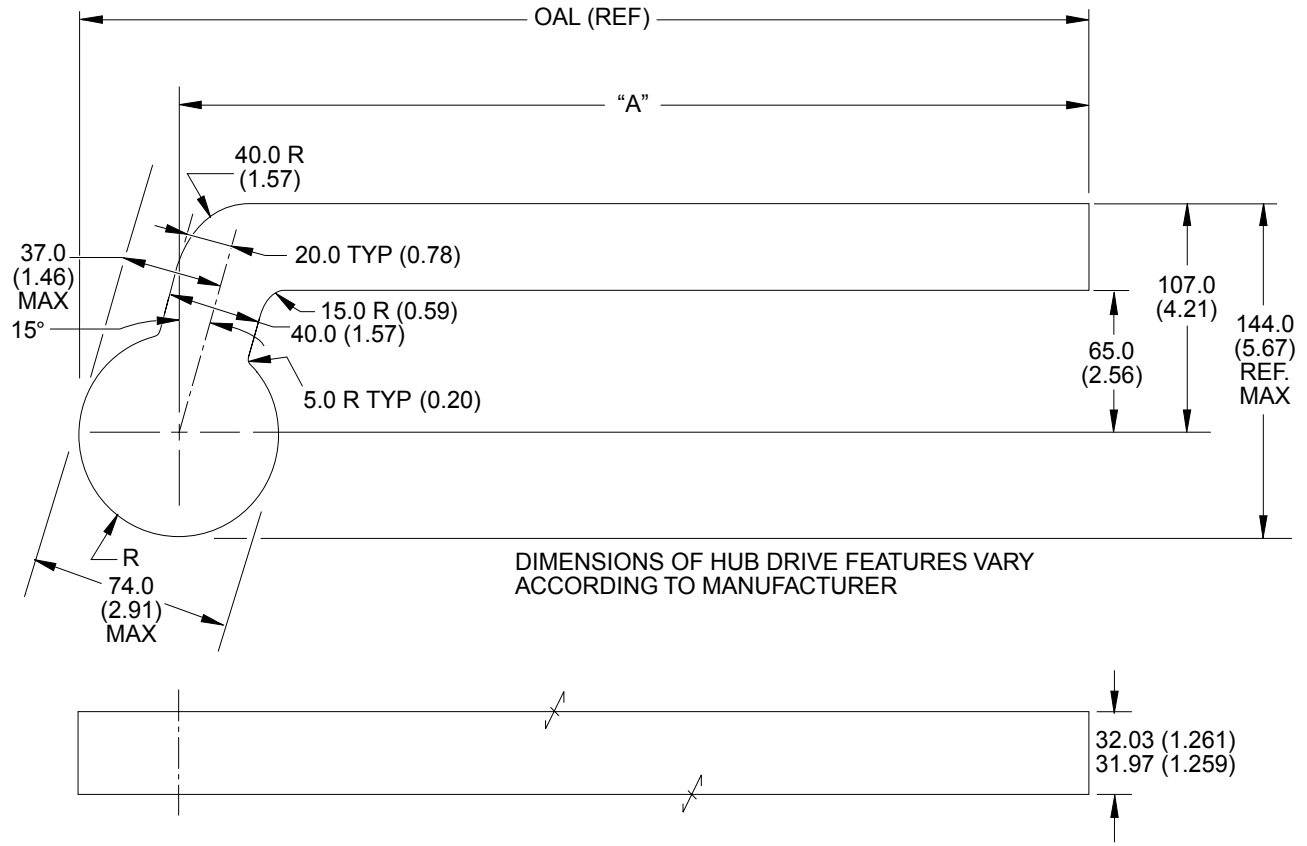 OAL (REF)
“A”
40.0 R
(1.57)
37.0
(1.46)
MAX
20.0 TYP (0.78)
15.0 R (0.59)
40.0 (1.57)
15°
5.0 R TYP (0.20)
107.0
(4.21)
144.0
(5.67)
REF.
MAX
65.0
(2.56)
R
74.0
(2.91)
MAX
DIMENSIONS OF HUB DRIVE FEATURES VARY
ACCORDING TO MANUFACTURER
32.03 (1.261)
31.97 (1.259)